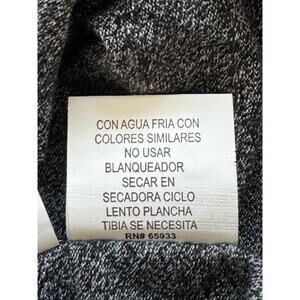 CON AGUA FRIA CON
COLORES SIMILARES
NO USAR
BLANQUEADOR
SECAR EN
SECADORA CICLO
LENTO PLANCHA
TIBIA SE NECESITA
RN# 65933